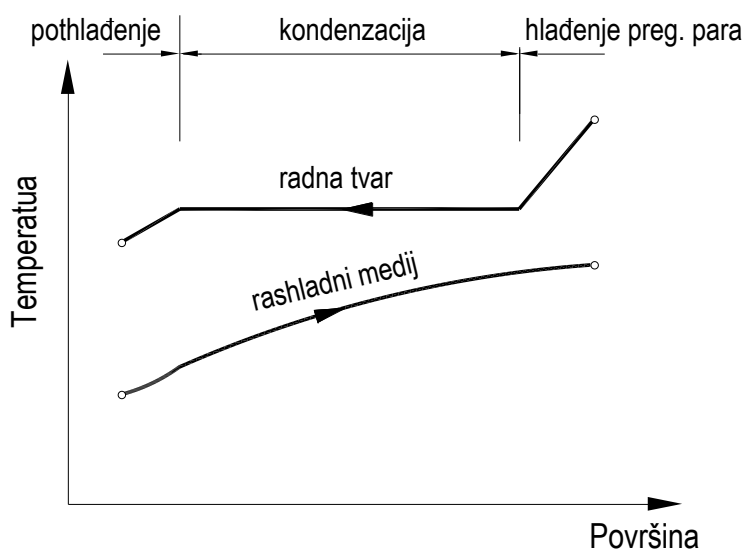 pothlađenje
kondenzacija
hlađenje preg. para
radna tvar
rashladni medij
Temperatua
Površina